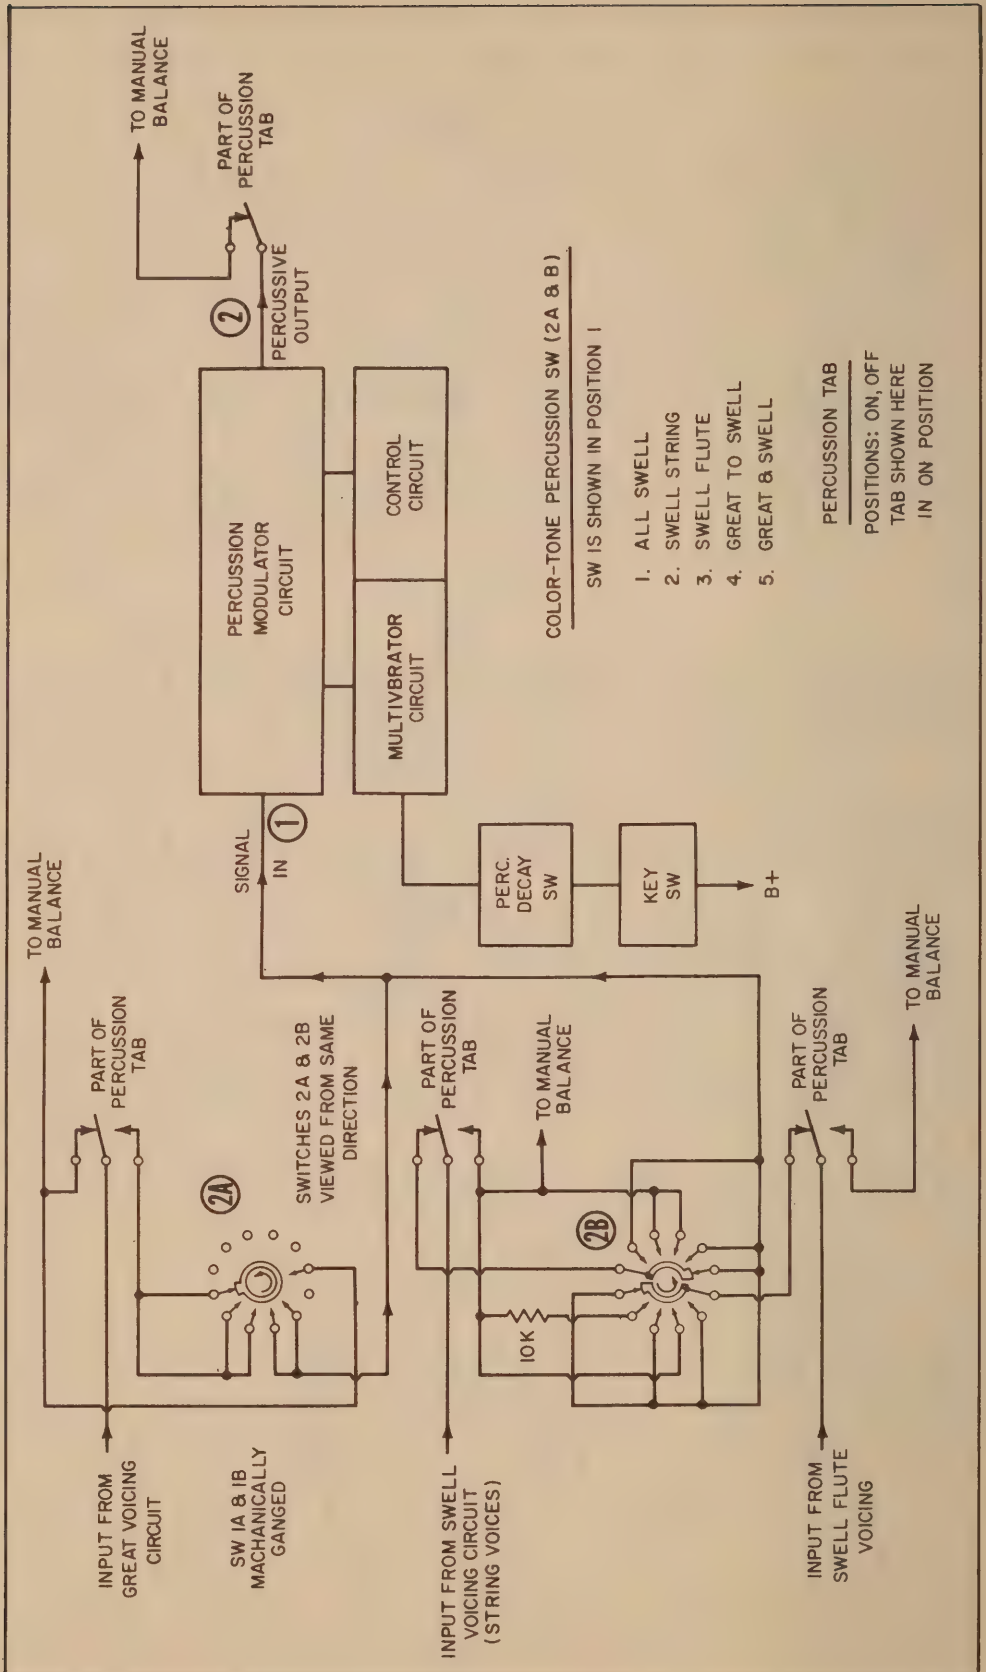 TO MANUAL
BALANCE
PART OF
PERCUSSION
TAB
2
PERCUSSIVE
OUTPUT
PERCUSSION
MODULATOR
CIRCUIT
CONTROL
CIRCUIT
MULTIVBRATOR
CIRCUIT
SIGNAL
IN
1
PERC.
DECAY
SW
KEY
SW
B+
COLOR-TONE PERCUSSION SW (2A & B)
SW IS SHOWN IN POSITION 1
1. ALL SWELL
2. SWELL STRING
3. SWELL FLUTE
4. GREAT TO SWELL
5. GREAT & SWELL
PERCUSSION TAB
POSITIONS: ON, OFF
TAB SHOWN HERE
IN ON POSITION
TO MANUAL
BALANCE
PART OF
PERCUSSION
TAB
2A
SWITCHES 2A & 2B
VIEWED FROM SAME
DIRECTION
INPUT FROM
GREAT VOICING
CIRCUIT
SW 1A & 1B
MACHANICALLY
GANGED
PART OF
PERCUSSION
TAB
TO MANUAL
BALANCE
2B
10K
INPUT FROM SWELL
VOICING CIRCUIT
(STRING VOICES)
PART OF
PERCUSSION
TAB
TO MANUAL
BALANCE
INPUT FROM
SWELL FLUTE
VOICING